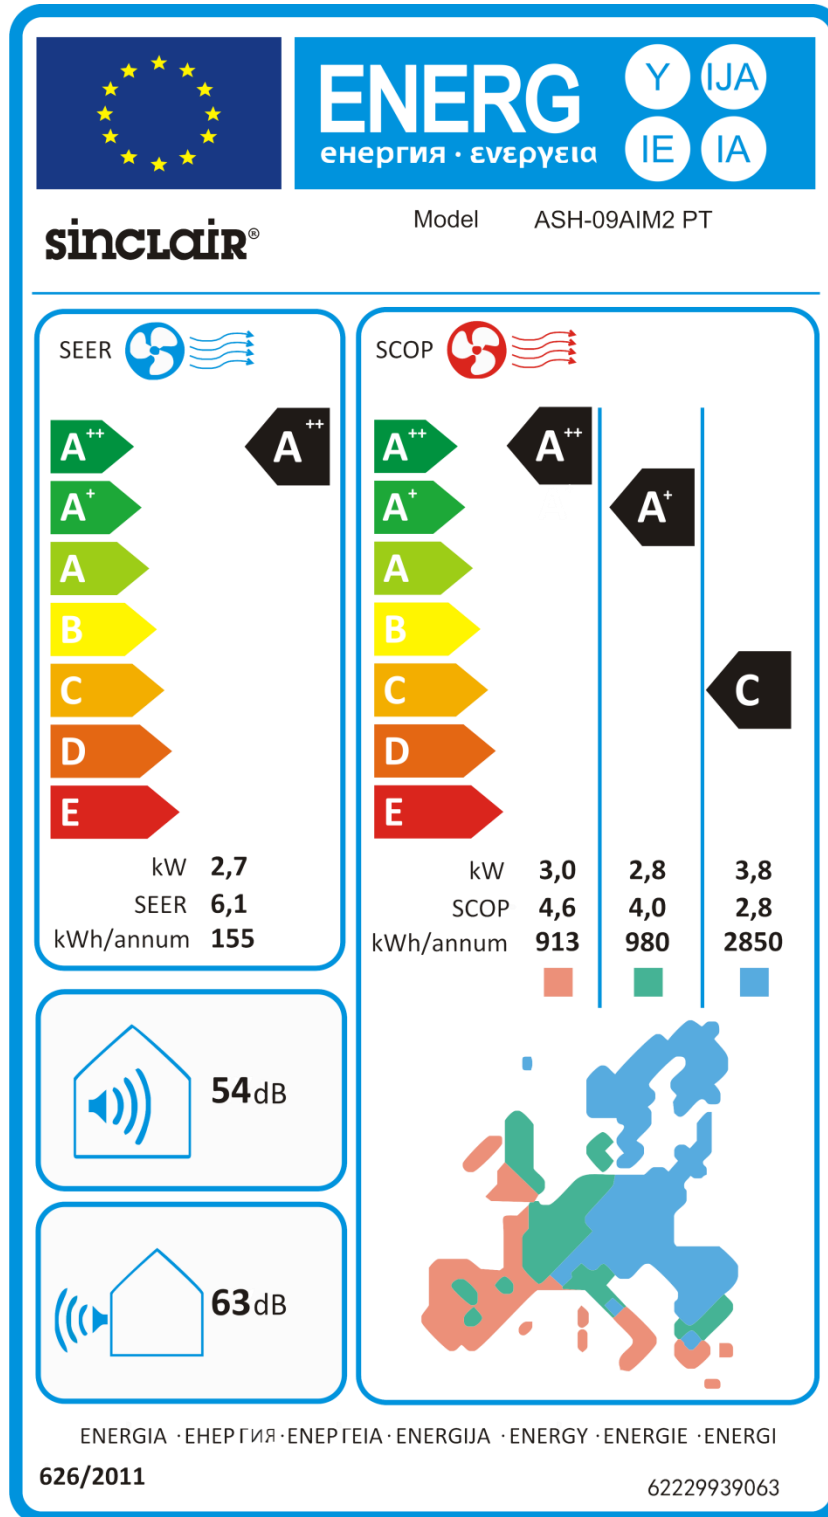 ENERG
енергия · ενεργεια
Y IJA
IE IA
sinclair®
Model ASH-09AIM2 PT
SEER
A++
A+
A
B
C
D
E
A++
kW 2,7
SEER 6,1
kWh/annum 155
SCOP
A++
A+
A
B
C
D
E
A++
A+
C
kW 3,0 2,8 3,8
SCOP 4,6 4,0 2,8
kWh/annum 913 980 2850
54dB
63dB
ENERGIA · ЕНЕРГИЯ · ΕΝΕΡΓΕΙΑ · ENERGIJA · ENERGY · ENERGIE · ENERGI
626/2011
62229939063